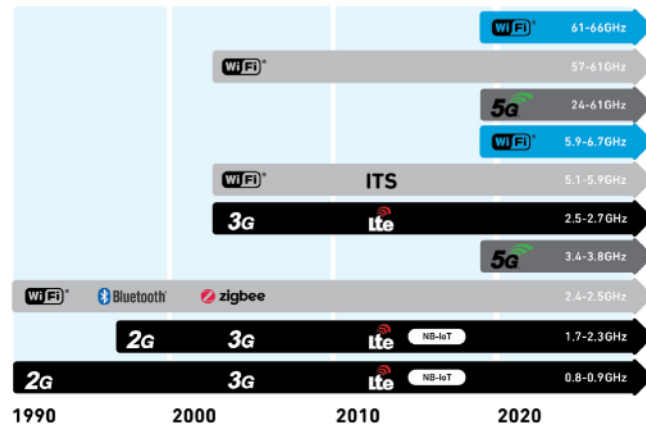 WiFi® 61-66GHz
WiFi® 57-61GHz
5G 24-61GHz
WiFi® 5.9-6.7GHz
WiFi® ITS 5.1-5.9GHz
3G lte 2.5-2.7GHz
5G 3.4-3.8GHz
WiFi® Bluetooth® zigbee 2.4-2.5GHz
2G 3G lte NB-IoT 1.7-2.3GHz
2G 3G lte NB-IoT 0.8-0.9GHz
1990 2000 2010 2020